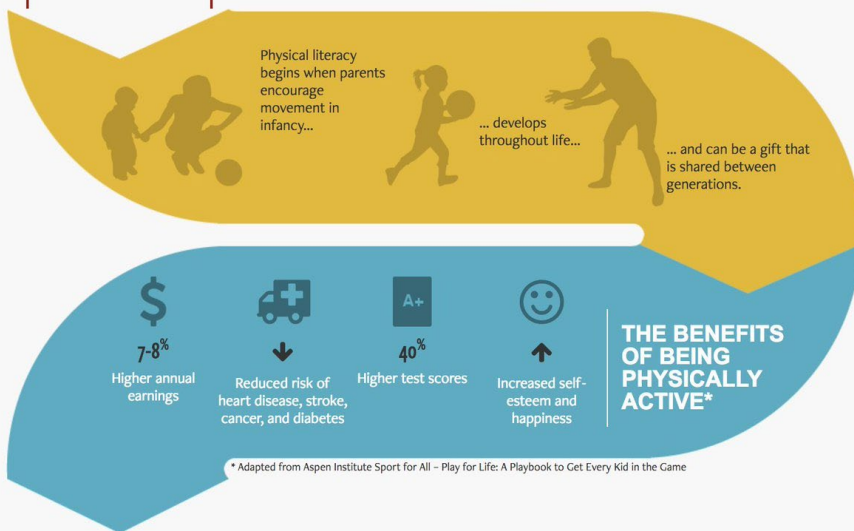 Physical literacy
begins when parents
encourage
movement in
infancy...
... develops
throughout life...
... and can be a gift that
is shared between
generations.
7-8%
Higher annual
earnings
Reduced risk of
heart disease, stroke,
cancer, and diabetes
A+
40%
Higher test scores
Increased self-
esteem and
happiness
THE BENEFITS
OF BEING
PHYSICALLY
ACTIVE*
* Adapted from Aspen Institute Sport for All – Play for Life: A Playbook to Get Every Kid in the Game